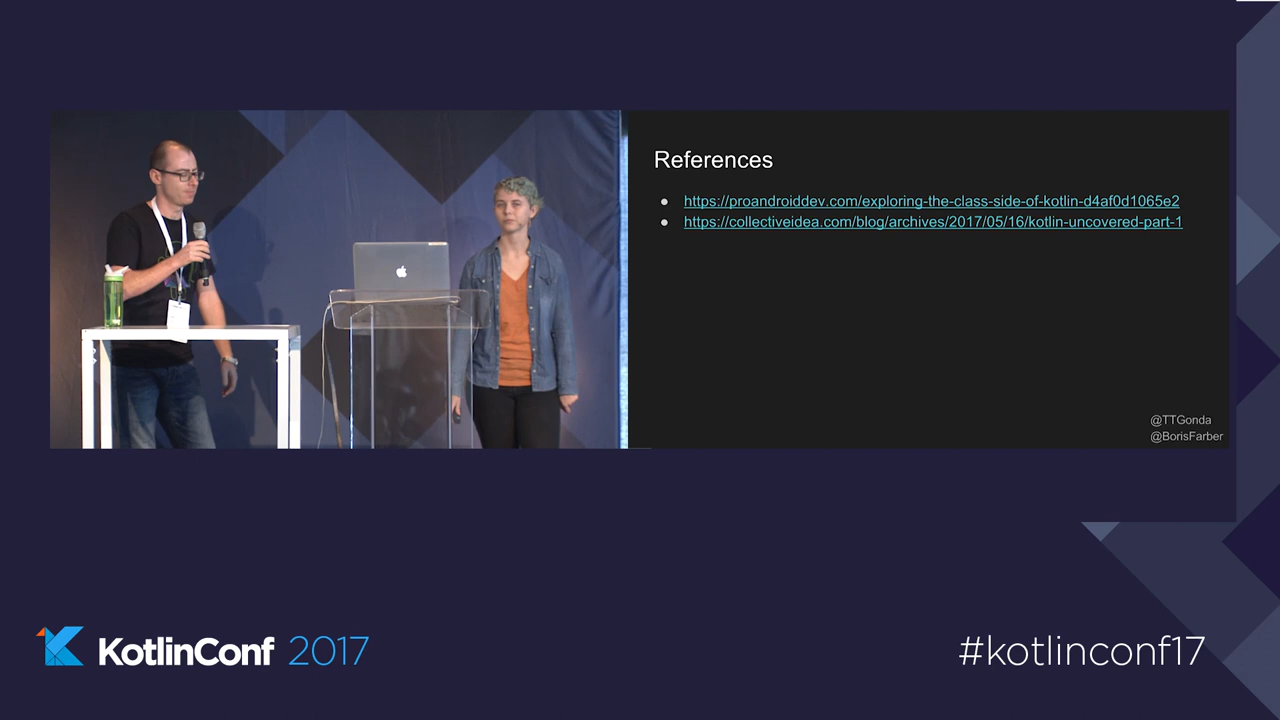 References
● https://proandroiddev.com/exploring-the-class-side-of-kotlin-d4af0d1065e2
● https://collectiveidea.com/blog/archives/2017/05/16/kotlin-uncovered-part-1
@TTGonda
@BorisFarber
KotlinConf 2017
#kotlinconf17